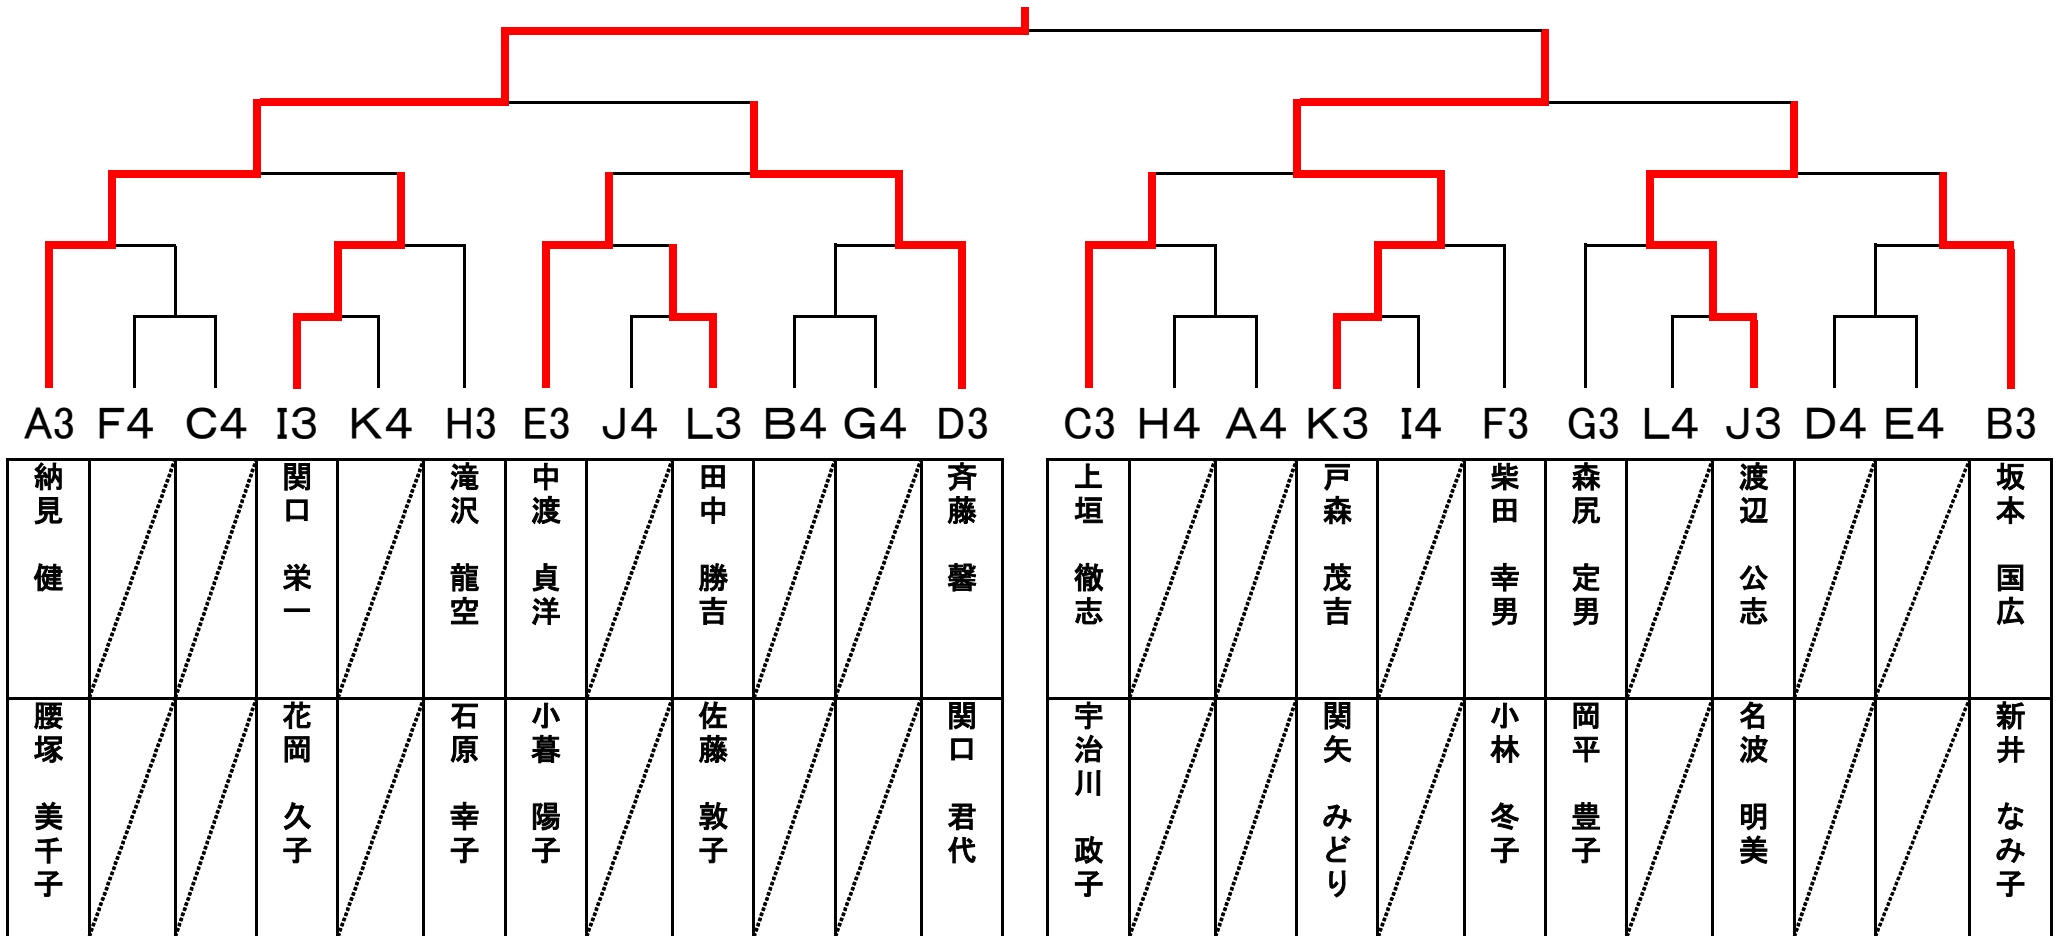 A3 F4 C4 I3 K4 H3 E3 J4 L3 B4 G4 D3 C3 H4 A4 K3 I4 F3 G3 L4 J3 D4 E4 B3
納見 健
関口 栄一
滝沢 龍空
中渡 貞洋
田中 勝吉
斉藤 馨
上垣 徹志
戸森 茂吉
柴田 幸男
森尻 定男
渡辺 公志
坂本 国広
腰塚 美千子
花岡 久子
石原 幸子
小暮 陽子
佐藤 敦子
関口 君代
宇治川 政子
関矢 みどり
小林 冬子
岡平 豊子
名波 明美
新井 なみ子